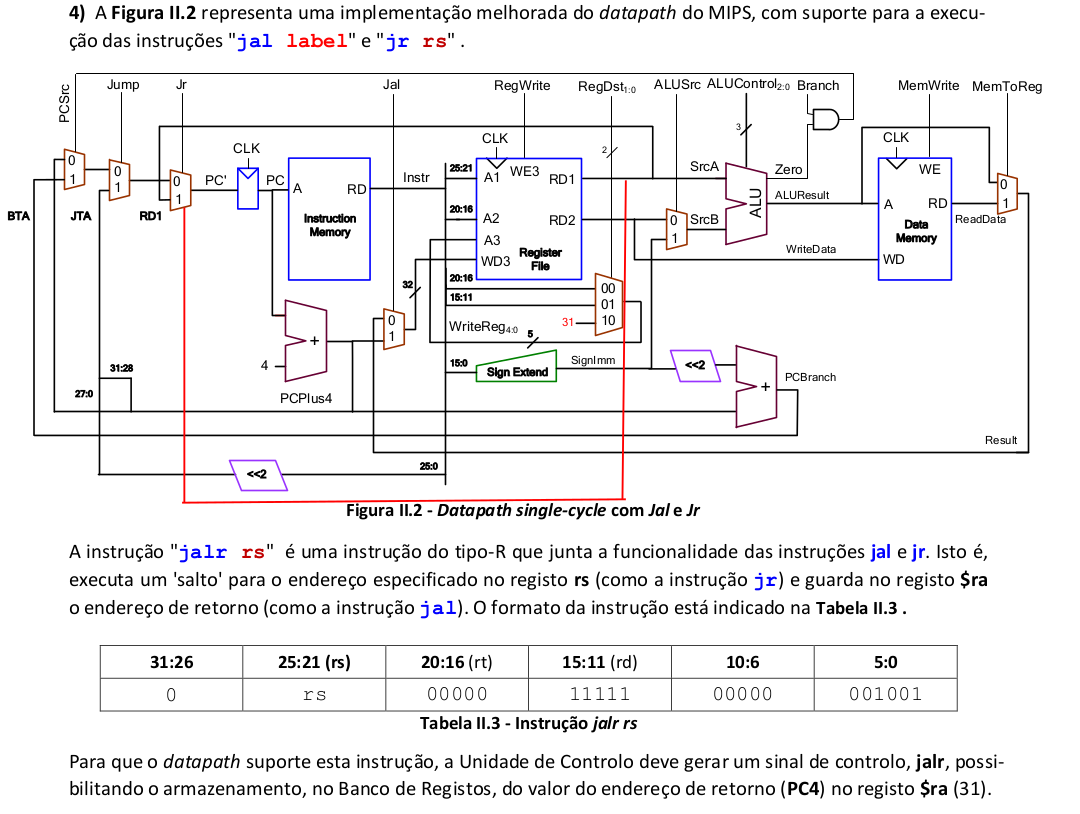 4) A Figura II.2 representa uma implementação melhorada do datapath do MIPS, com suporte para a execu-
ção das instruções "jal label" e "jr rs" .
PCSrc
Jump
Jr
Jal
RegWrite
RegDst1:0
ALUSrc
ALUControl2:0
Branch
MemWrite
MemToReg
CLK
CLK
CLK
0
1
0
1
0
1
BTA
JTA
RD1
PC'
PC
A
RD
Instruction
Memory
Instr
25:21
A1
WE3
RD1
20:16
A2
RD2
A3
WD3
Register
File
2
3
SrcA
SrcB
0
1
ALU
Zero
ALUResult
WriteData
A
RD
WE
WD
Data
Memory
0
1
ReadData
32
20:16
15:11
00
01
10
31
WriteReg4:0
5
0
1
+
4
PCPlus4
15:0
Sign Extend
SignImm
<<2
+
PCBranch
31:28
27:0
Result
<<2
25:0
Figura II.2 - Datapath single-cycle com Jal e Jr
A instrução "jalr rs" é uma instrução do tipo-R que junta a funcionalidade das instruções jal e jr. Isto é,
executa um 'salto' para o endereço especificado no registo rs (como a instrução jr) e guarda no registo $ra
o endereço de retorno (como a instrução jal). O formato da instrução está indicado na Tabela II.3 .
31:26 25:21 (rs) 20:16 (rt) 15:11 (rd) 10:6 5:0
0 rs 00000 11111 00000 001001
Tabela II.3 - Instrução jalr rs
Para que o datapath suporte esta instrução, a Unidade de Controlo deve gerar um sinal de controlo, jalr, possi-
bilitando o armazenamento, no Banco de Registos, do valor do endereço de retorno (PC4) no registo $ra (31).